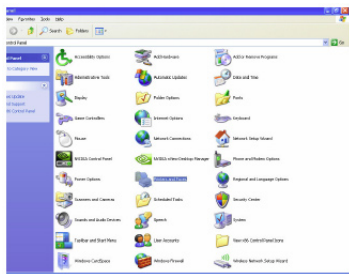 View Favorites Tools Help
Search Folders
Control Panel
Accessibility Options
Add Hardware
Add or Remove Programs
Administrative Tools
Automatic Updates
Date and Time
Display
Folder Options
Fonts
Game Controllers
Internet Options
Keyboard
Mouse
Network Connections
Network Setup Wizard
NVIDIA Control Panel
NVIDIA nView Desktop Manager
Phone and Modem Options
Power Options
Printers and Faxes
Regional and Language Options
Scanners and Cameras
Scheduled Tasks
Security Center
Sounds and Audio Devices
Speech
System
Taskbar and Start Menu
User Accounts
View x86 Control Panel Icons
Windows CardSpace
Windows Firewall
Wireless Network Setup Wizard